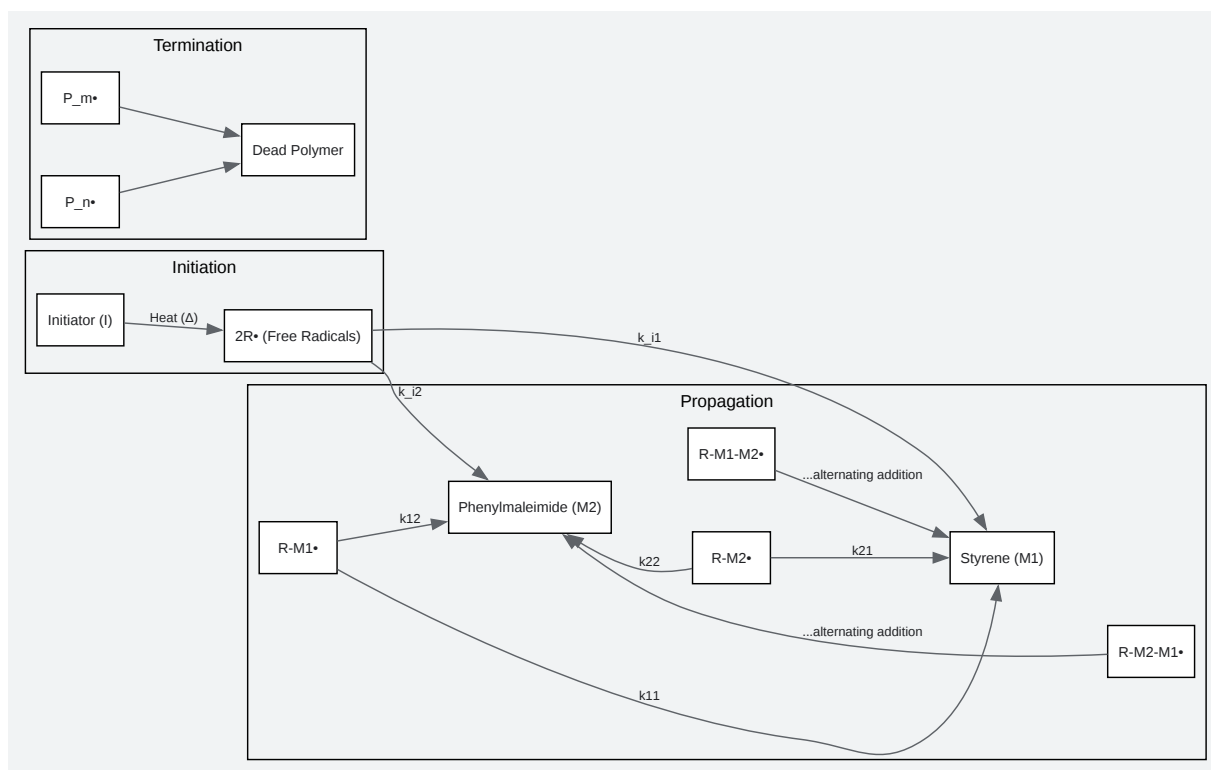 Termination
P_m•
Dead Polymer
P_n•
Initiation
Initiator (I)
Heat (Δ)
2R• (Free Radicals)
k_i1
k_i2
Propagation
R-M1-M2•
...alternating addition
Phenylmaleimide (M2)
k12
R-M1•
k22
R-M2•
k21
Styrene (M1)
...alternating addition
R-M2-M1•
k11